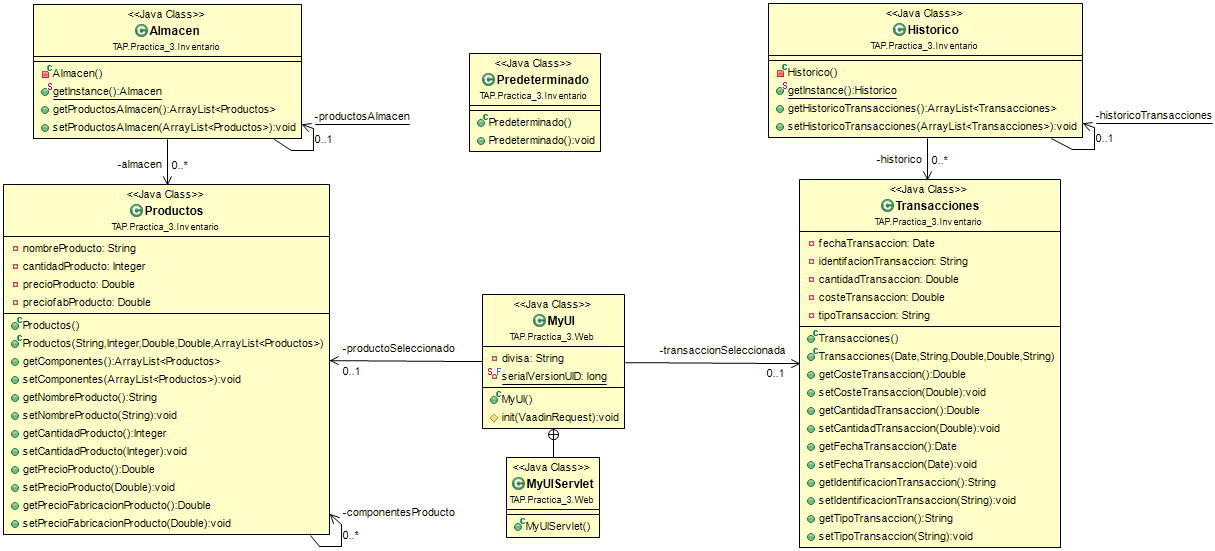 <<Java Class>>
Almacen
TAP.Practica_3.Inventario
Almacen()
getInstance():Almacen
getProductosAlmacen():ArrayList<Productos>
setProductosAlmacen(ArrayList<Productos>):void
-productosAlmacen
0..1
-almacen
0..*
<<Java Class>>
Predeterminado
TAP.Practica_3.Inventario
Predeterminado()
Predeterminado():void
<<Java Class>>
Historico
TAP.Practica_3.Inventario
Historico()
getInstance():Historico
getHistoricoTransacciones():ArrayList<Transacciones>
setHistoricoTransacciones(ArrayList<Transacciones>):void
-historicoTransacciones
0..1
-historico
0..*
<<Java Class>>
Productos
TAP.Practica_3.Inventario
nombreProducto: String
cantidadProducto: Integer
precioProducto: Double
preciofabProducto: Double
Productos()
Productos(String,Integer,Double,Double,ArrayList<Productos>)
getComponentes():ArrayList<Productos>
setComponentes(ArrayList<Productos>):void
getNombreProducto():String
setNombreProducto(String):void
getCantidadProducto():Integer
setCantidadProducto(Integer):void
getPrecioProducto():Double
setPrecioProducto(Double):void
getPrecioFabricacionProducto():Double
setPrecioFabricacionProducto(Double):void
-componentesProducto
0..*
-productoSeleccionado
0..1
<<Java Class>>
MyUI
TAP.Practica_3.Web
divisa: String
serialVersionUID: long
MyUI()
init(VaadinRequest):void
<<Java Class>>
MyUIServlet
TAP.Practica_3.Web
MyUIServlet()
-transaccionSeleccionada
0..1
<<Java Class>>
Transacciones
TAP.Practica_3.Inventario
fechaTransaccion: Date
identifacionTransaccion: String
cantidadTransaccion: Double
costeTransaccion: Double
tipoTransaccion: String
Transacciones()
Transacciones(Date,String,Double,Double,String)
getCosteTransaccion():Double
setCosteTransaccion(Double):void
getCantidadTransaccion():Double
setCantidadTransaccion(Double):void
getFechaTransaccion():Date
setFechaTransaccion(Date):void
getIdentificacionTransaccion():String
setIdentificacionTransaccion(String):void
getTipoTransaccion():String
setTipoTransaccion(String):void